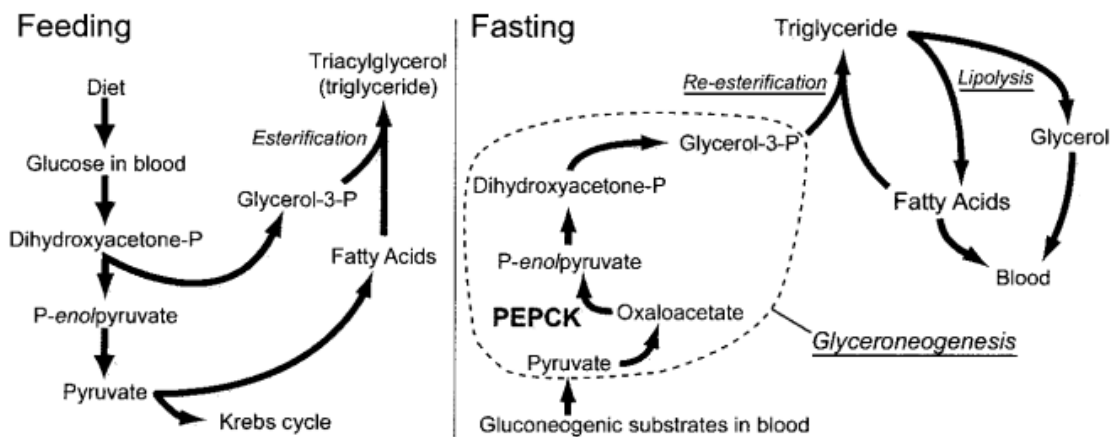 Feeding
Diet
Glucose in blood
Dihydroxyacetone-P
P-enolpyruvate
Pyruvate
Krebs cycle
Glycerol-3-P
Fatty Acids
Esterification
Triacylglycerol
(triglyceride)
Fasting
Triglyceride
Re-esterification
Lipolysis
Glycerol
Glycerol-3-P
Dihydroxyacetone-P
Fatty Acids
P-enolpyruvate
Blood
PEPCK
Oxaloacetate
Glyceroneogenesis
Pyruvate
Gluconeogenic substrates in blood